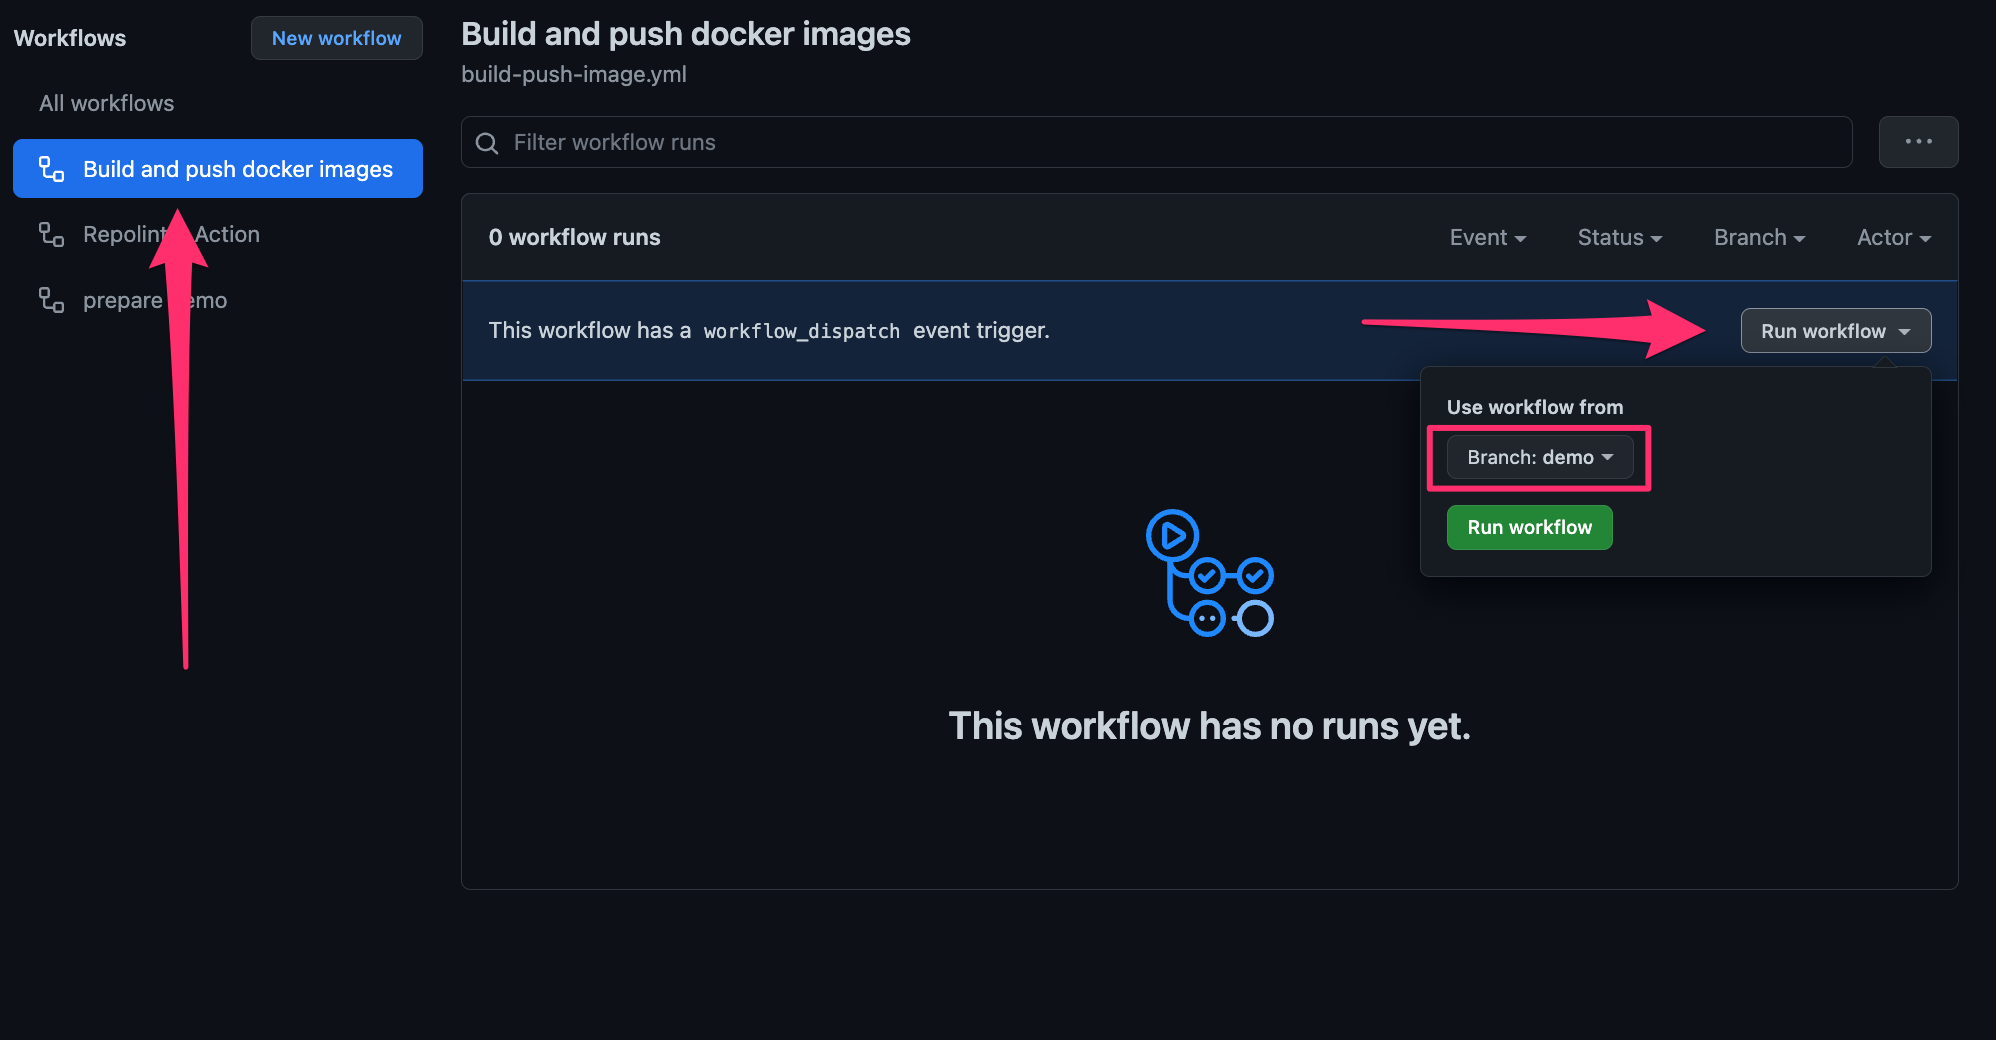 Workflows
New workflow
All workflows
Build and push docker images
Repolint Action
prepare emo
Build and push docker images
build-push-image.yml
Filter workflow runs
0 workflow runs
Event
Status
Branch
Actor
This workflow has a workflow_dispatch event trigger.
Run workflow
Use workflow from
Branch: demo
Run workflow
This workflow has no runs yet.